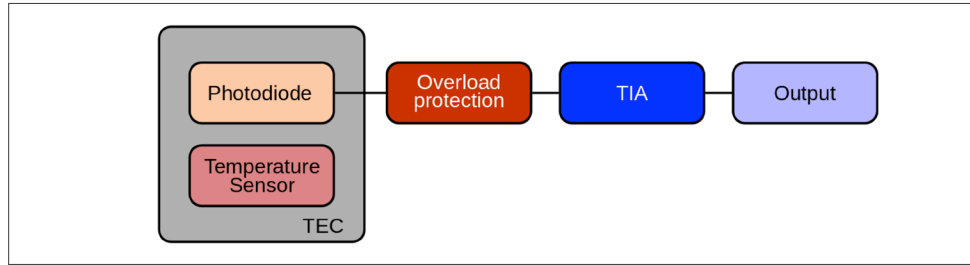 Photodiode
Overload
protection
TIA
Output
Temperature
Sensor
TEC